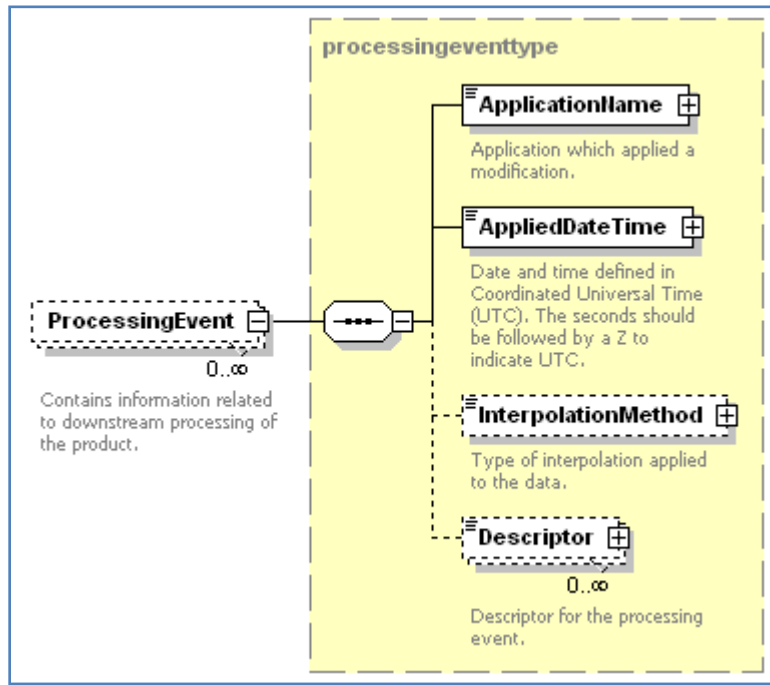 processingeventtype
ApplicationName
Application which applied a
modification.
AppliedDateTime
Date and time defined in
Coordinated Universal Time
(UTC). The seconds should
be followed by a Z to
indicate UTC.
ProcessingEvent
0..∞
Contains information related
to downstream processing of
the product.
InterpolationMethod
Type of interpolation applied
to the data.
Descriptor
0..∞
Descriptor for the processing
event.